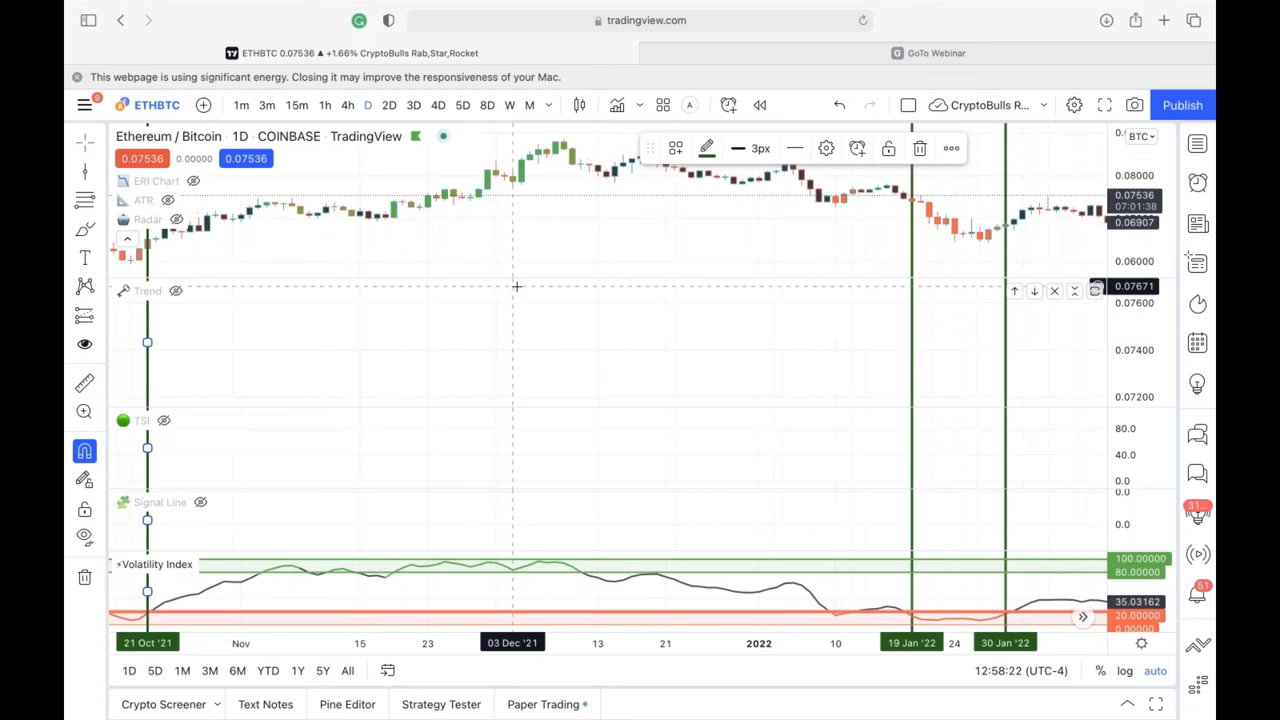 tradingview.com
ETHBTC 0.07536 ▲ +1.66% CryptoBulls Rab,Star,Rocket
G GoTo Webinar
This webpage is using significant energy. Closing it may improve the responsiveness of your Mac.
9
ETHBTC 1m 3m 15m 1h 4h D 2D 3D 4D 5D 8D W M A CryptoBulls R... Publish
Ethereum / Bitcoin · 1D · COINBASE · TradingView
3px
BTC
0.07536 0.00000 0.07536
ERI Chart
ATR
Radar
0.08000
0.07536
07:01:38
0.06907
0.06000
Trend
0.07671
0.07600
0.07400
0.07200
TSI
80.0
40.0
0.0
Signal Line
0.0
0.0
31...
⚡Volatility Index
100.00000
80.00000
35.03162
20.00000
0.00000
51
21 Oct '21 Nov 15 23 03 Dec '21 13 21 2022 10 19 Jan '22 24 30 Jan '22
1D 5D 1M 3M 6M YTD 1Y 5Y All 12:58:22 (UTC-4) % log auto
Crypto Screener Text Notes Pine Editor Strategy Tester Paper Trading